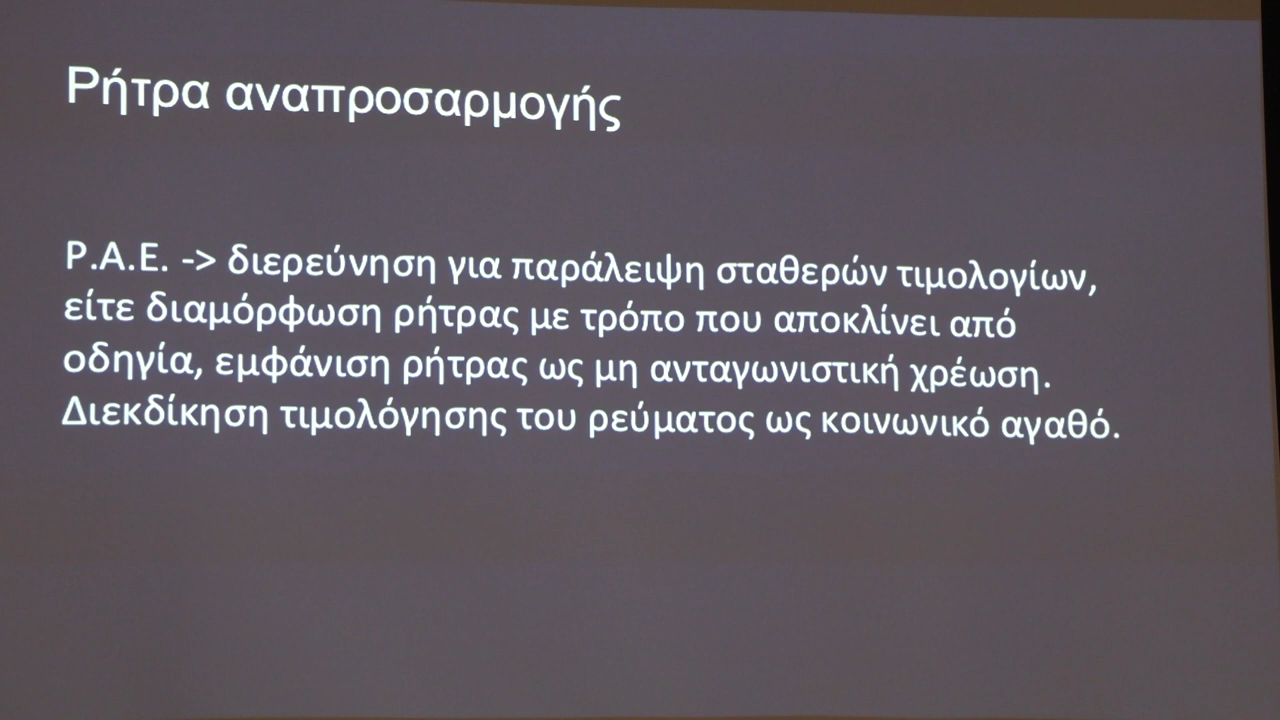 Ρήτρα αναπροσαρμογής
Ρ.Α.Ε. -> διερεύνηση για παράλειψη σταθερών τιμολογίων,
είτε διαμόρφωση ρήτρας με τρόπο που αποκλίνει από
οδηγία, εμφάνιση ρήτρας ως μη ανταγωνιστική χρέωση.
Διεκδίκηση τιμολόγησης του ρεύματος ως κοινωνικό αγαθό.